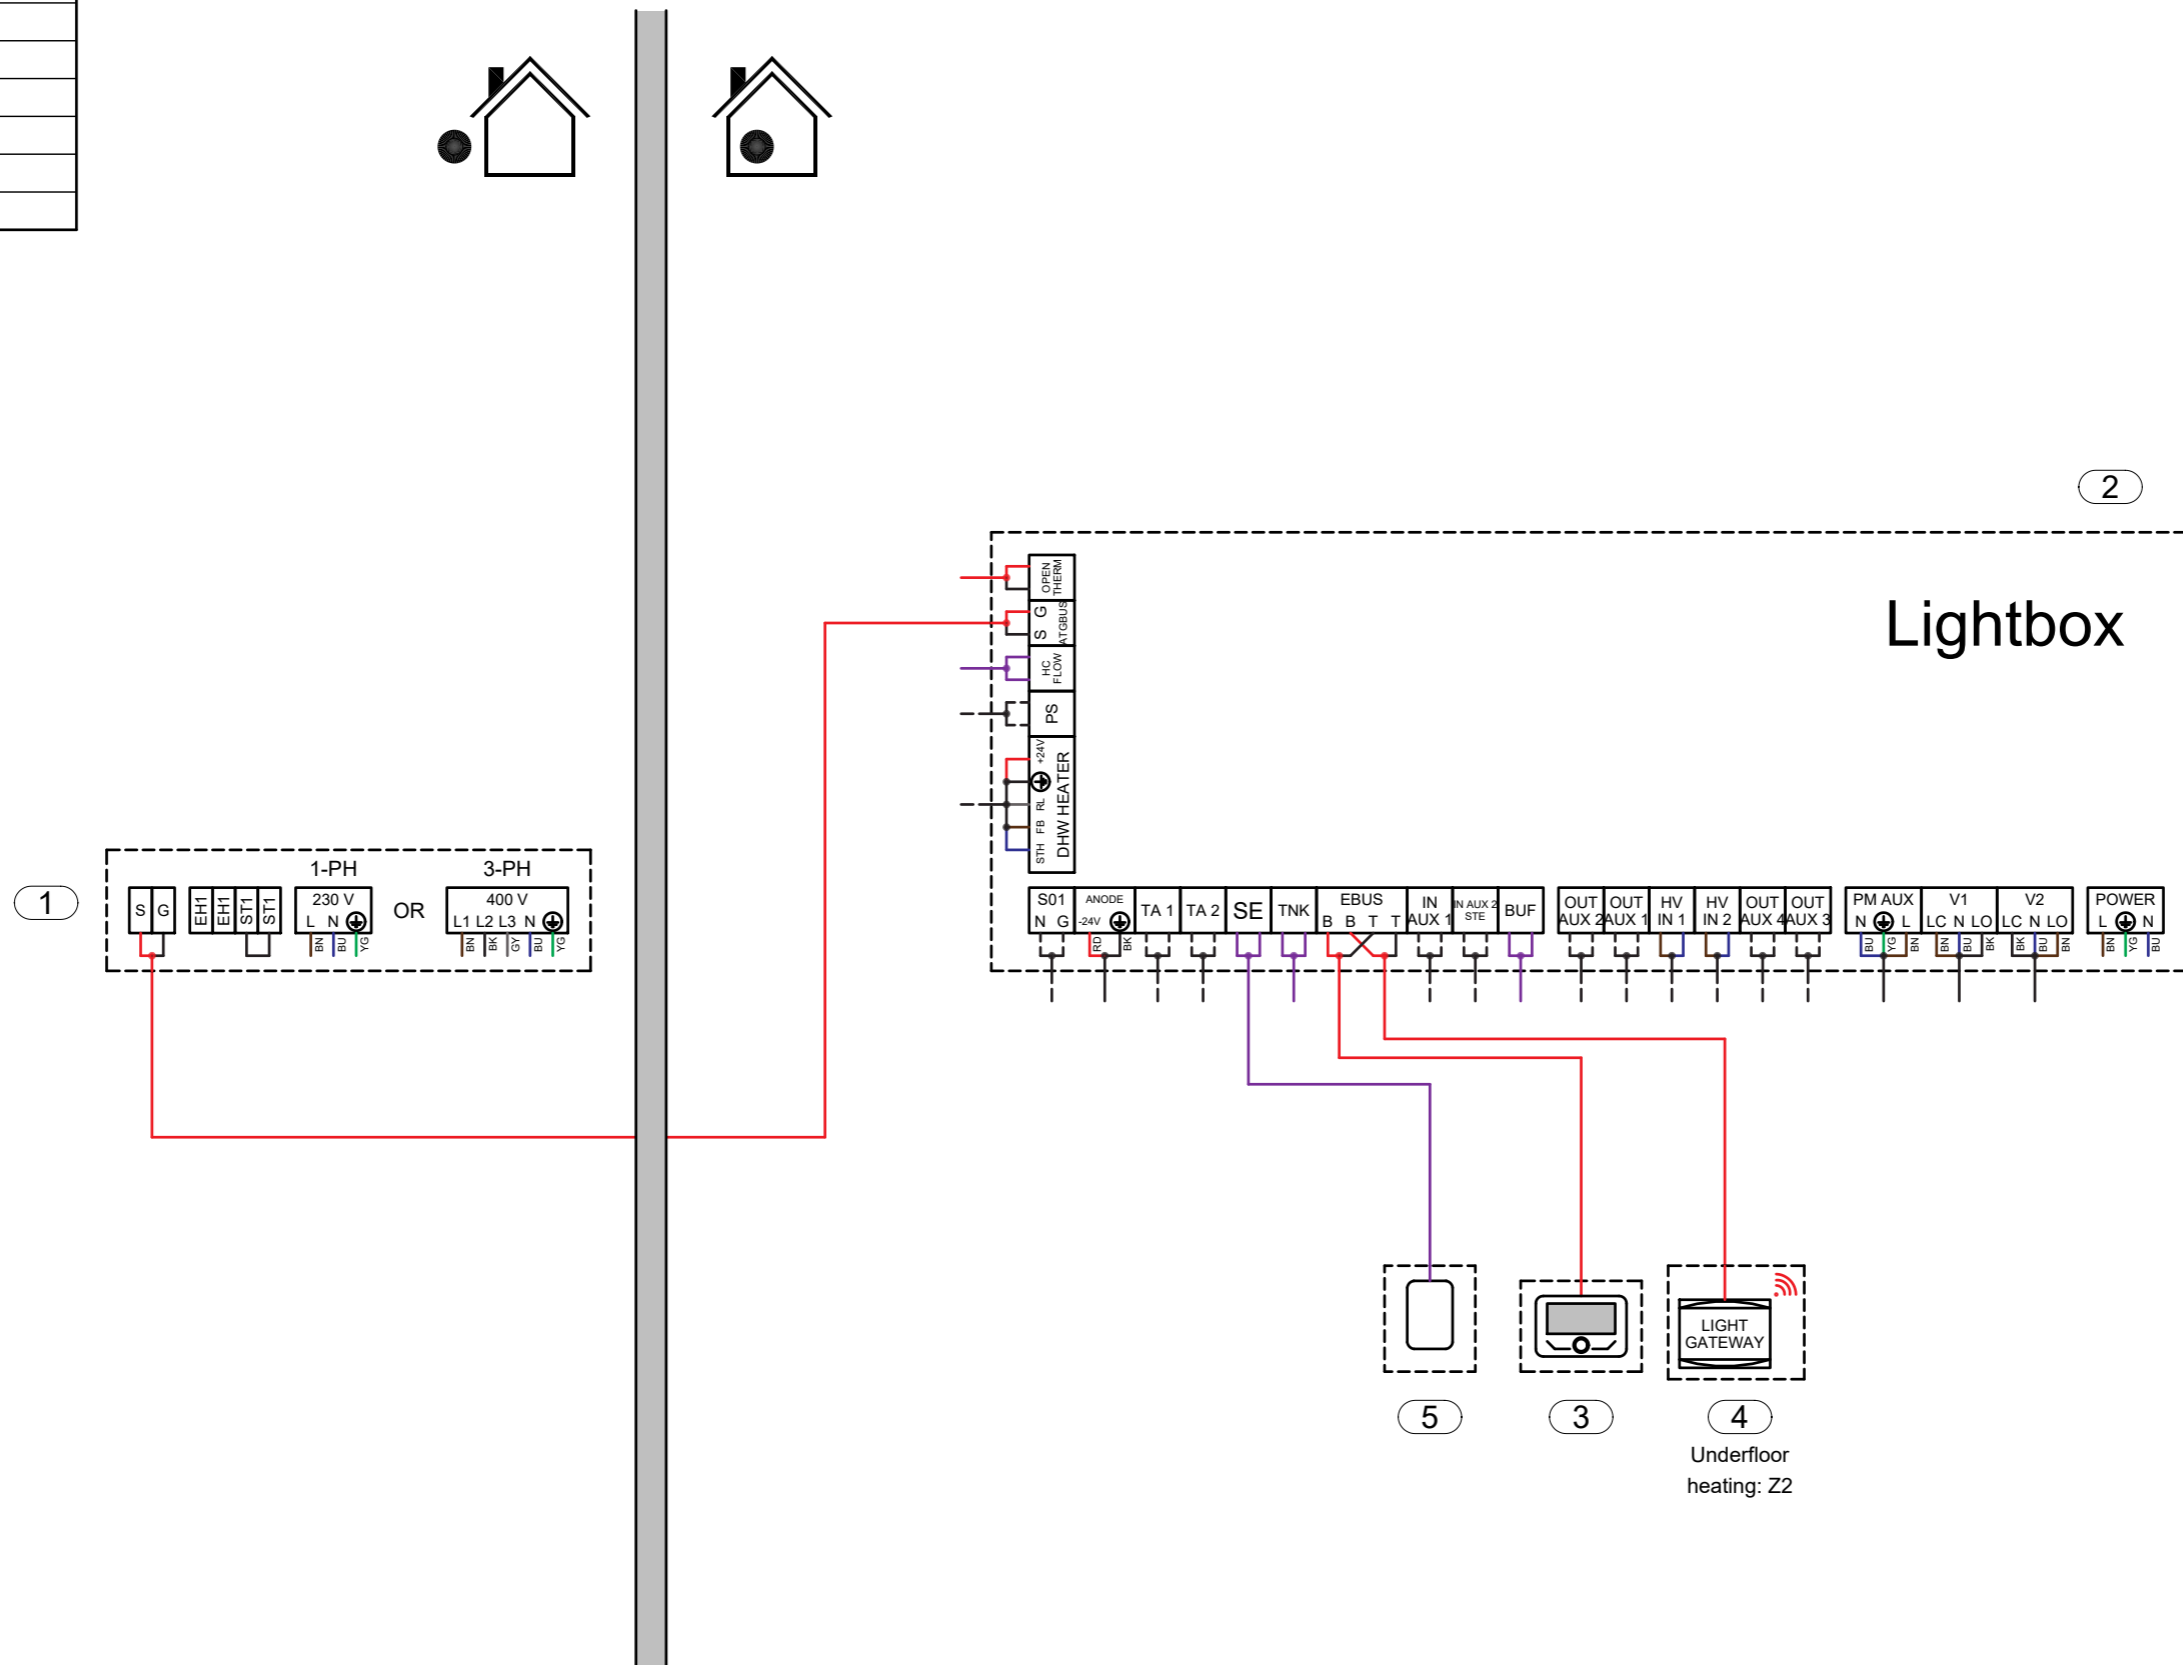 2
Lightbox
OPEN
THERM
S G
ATGBUS
HC
FLOW
PS
STH FB RL +24V
DHW HEATER
1
1-PH
3-PH
S G
EH1
EH1
ST1
ST1
230 V
L N
BN BU YG
OR
400 V
L1 L2 L3 N
BN BK GY BU YG
S01
N G
ANODE
-24V
RD BK
TA 1
TA 2
SE
TNK
EBUS
B B T T
IN
AUX 1
IN AUX 2
STE
BUF
OUT
AUX 2
OUT
AUX 1
HV
IN 1
HV
IN 2
OUT
AUX 4
OUT
AUX 3
PM AUX
N L
BU YG BN
V1
LC N LO
BN BU BK
V2
LC N LO
BK BU BN
POWER
L N
BN YG BU
LIGHT
GATEWAY
5
3
4
Underfloor
heating: Z2